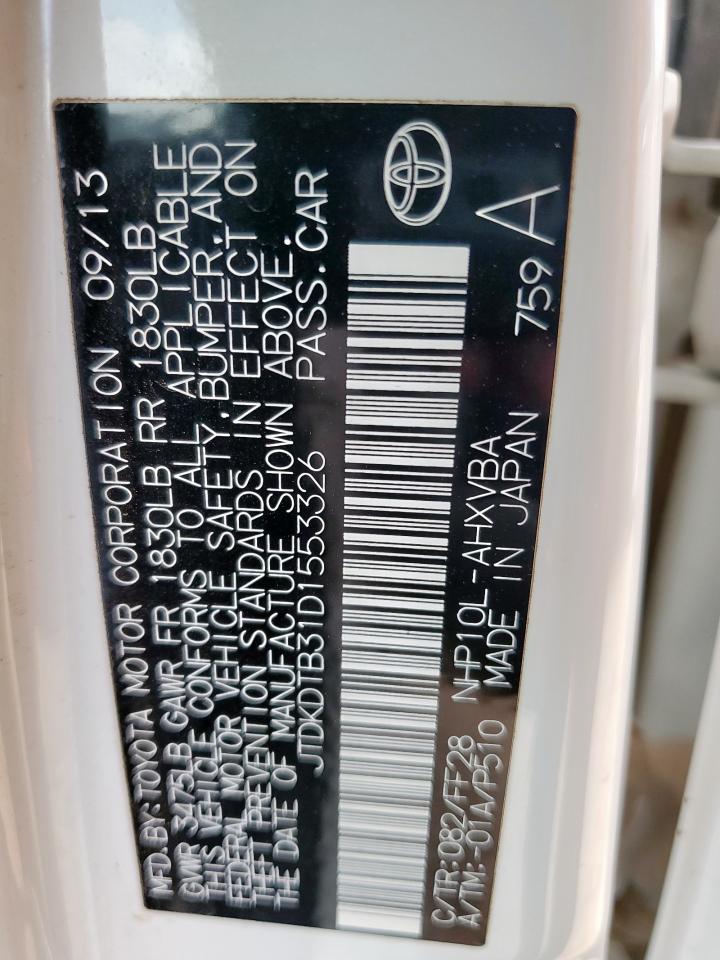 MFD.BY:TOYOTA MOTOR CORPORATION 09/13
GVWR 3475LB GAWR FR 1830LB RR 1830LB
THIS VEHICLE CONFORMS TO ALL APPLICABLE
FEDERAL MOTOR VEHICLE SAFETY,BUMPER,AND
THEFT PREVENTION STANDARDS IN EFFECT ON
THE DATE OF MANUFACTURE SHOWN ABOVE.
JTDKDTB31D1553326 PASS.CAR
C/TR:082/FF28 NHP10L-AHXVBA
A/TM:-01A/P510 MADE IN JAPAN 759 A